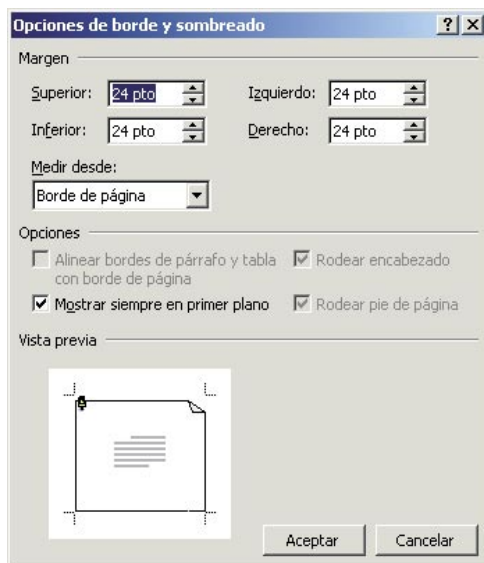 Opciones de borde y sombreado
Margen
Superior: 24 pto Izquierdo: 24 pto
Inferior: 24 pto Derecho: 24 pto
Medir desde:
Borde de página
Opciones
Alinear bordes de párrafo y tabla Rodear encabezado
con borde de página
Mostrar siempre en primer plano Rodear pie de página
Vista previa
Aceptar Cancelar